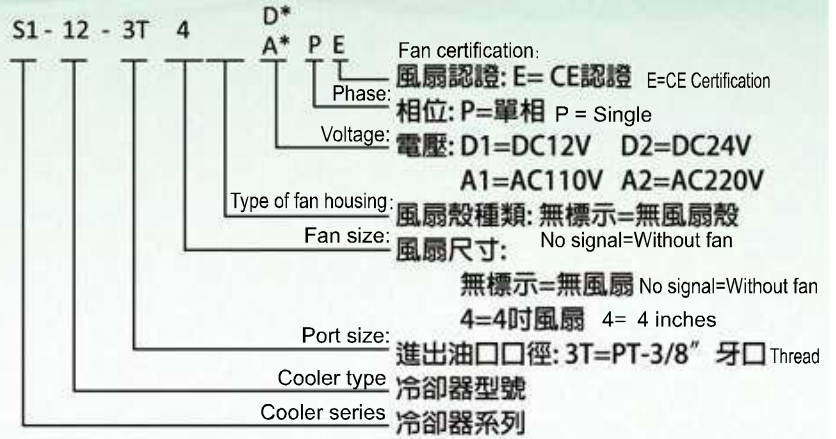 S1 - 12 - 3T 4 D* A* P E
Fan certification:
風扇認證: E= CE認證 E=CE Certification
Phase:
相位: P=單相 P = Single
Voltage:
電壓: D1=DC12V D2=DC24V
A1=AC110V A2=AC220V
Type of fan housing:
風扇殼種類: 無標示=無風扇殼
No signal=Without fan
Fan size:
風扇尺寸:
無標示=無風扇 No signal=Without fan
4=4吋風扇 4= 4 inches
Port size:
進出油口口徑: 3T=PT-3/8" 牙口 Thread
Cooler type
冷卻器型號
Cooler series
冷卻器系列